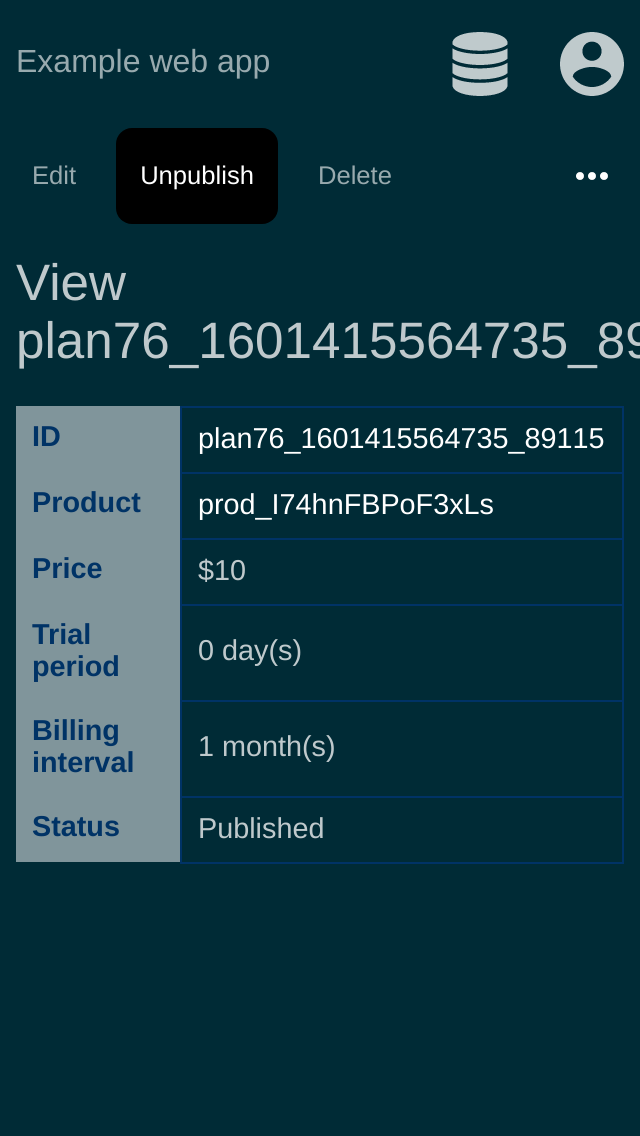 Example web app
Edit Unpublish Delete
View
plan76_1601415564735_89
ID plan76_1601415564735_89115
Product prod_I74hnFBPoF3xLs
Price $10
Trial
period 0 day(s)
Billing
interval 1 month(s)
Status Published